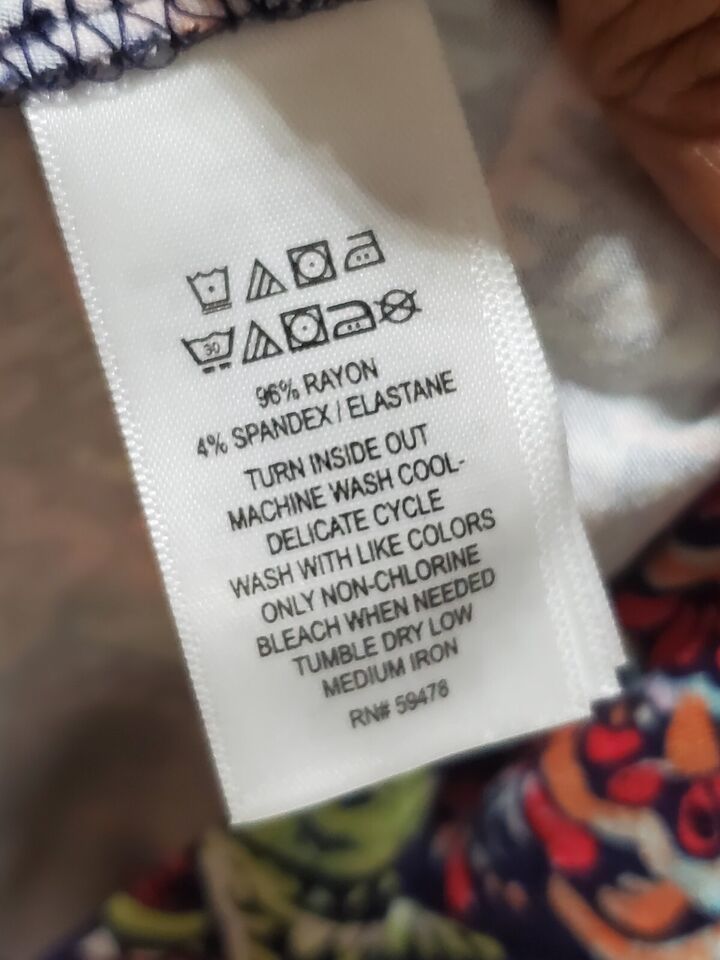 30
96% RAYON
4% SPANDEX / ELASTANE
TURN INSIDE OUT
MACHINE WASH COOL-
DELICATE CYCLE
WASH WITH LIKE COLORS
ONLY NON-CHLORINE
BLEACH WHEN NEEDED
TUMBLE DRY LOW
MEDIUM IRON
RN# 59478